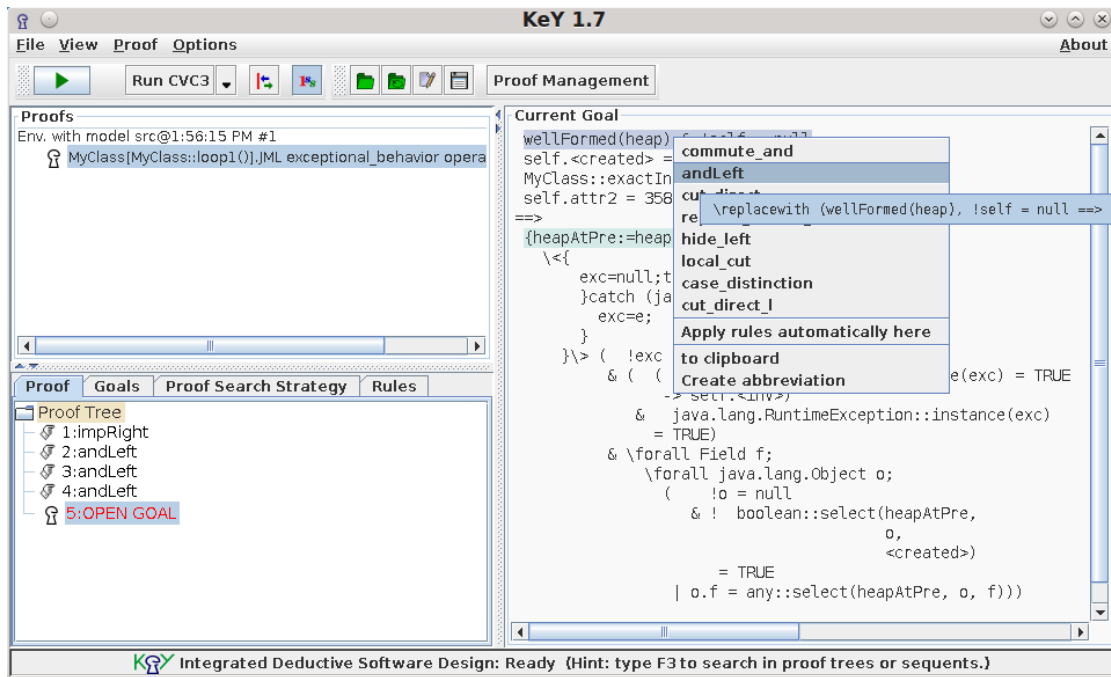 KeY 1.7
File View Proof Options About
Run CVC3 Proof Management
Proofs
Env. with model src@1:56:15 PM #1
MyClass[MyClass::loop1()].JML exceptional_behavior opera
Proof Goals Proof Search Strategy Rules
Proof Tree
1:impRight
2:andLeft
3:andLeft
4:andLeft
5:OPEN GOAL
Current Goal
wellFormed(heap) & !self = null
self.<created> =
MyClass::exactIn
self.attr2 = 358
==>
{heapAtPre:=heap
\<{
exc=null;t
}catch (ja
exc=e;
}
}\> ( !exc
& ( ( e(exc) = TRUE
-> self.<inv>)
& java.lang.RuntimeException::instance(exc)
= TRUE)
& \forall Field f;
\forall java.lang.Object o;
( !o = null
& ! boolean::select(heapAtPre,
o,
<created>)
= TRUE
| o.f = any::select(heapAtPre, o, f)))
commute_and
andLeft
cut_direct
\replacewith (wellFormed(heap), !self = null ==>
hide_left
local_cut
case_distinction
cut_direct_l
Apply rules automatically here
to clipboard
Create abbreviation
KeY Integrated Deductive Software Design: Ready (Hint: type F3 to search in proof trees or sequents.)